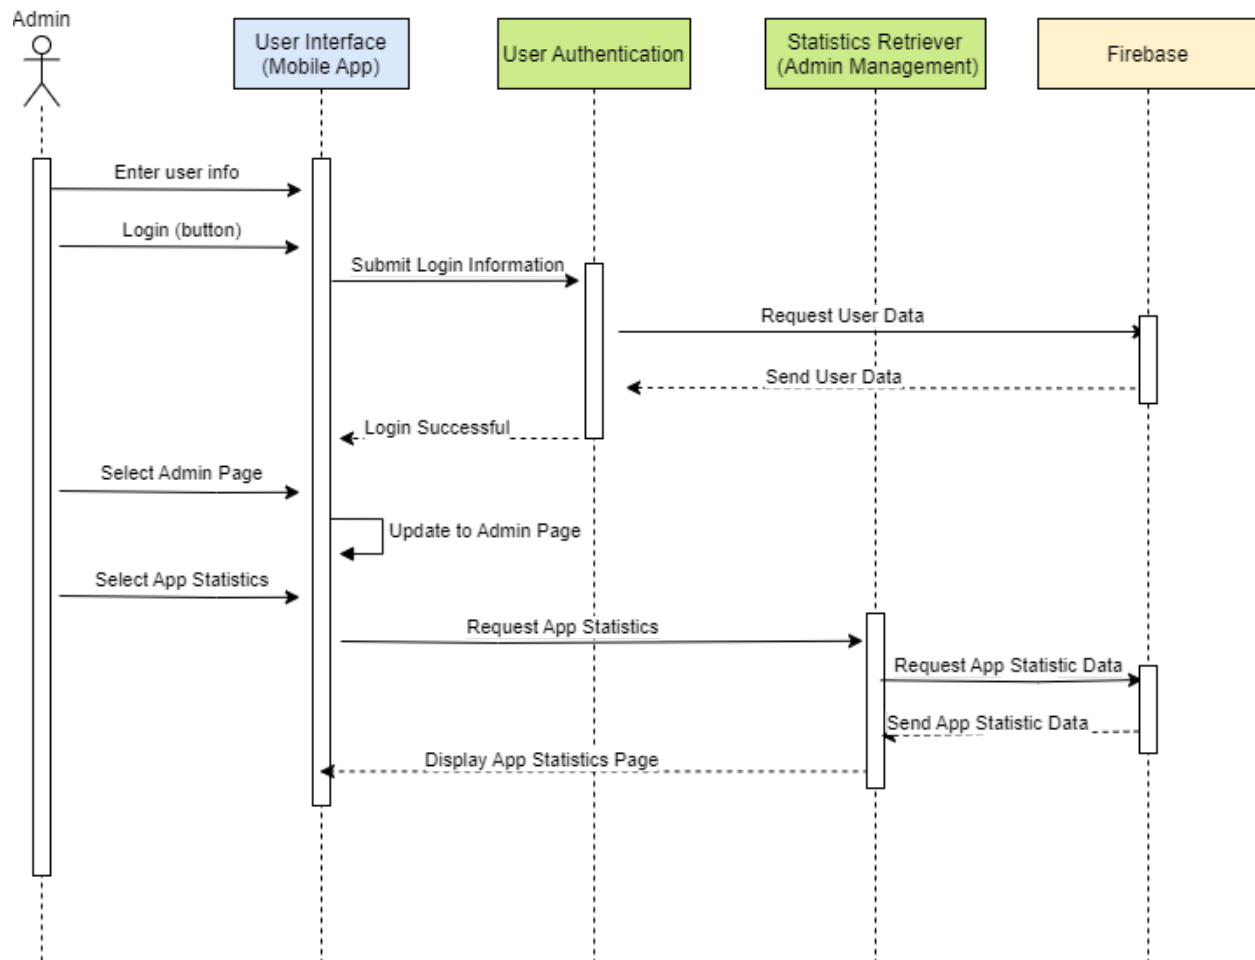 Admin
User Interface
(Mobile App)
User Authentication
Statistics Retriever
(Admin Management)
Firebase
Enter user info
Login (button)
Submit Login Information
Request User Data
Send User Data
Login Successful
Select Admin Page
Update to Admin Page
Select App Statistics
Request App Statistics
Request App Statistic Data
Send App Statistic Data
Display App Statistics Page